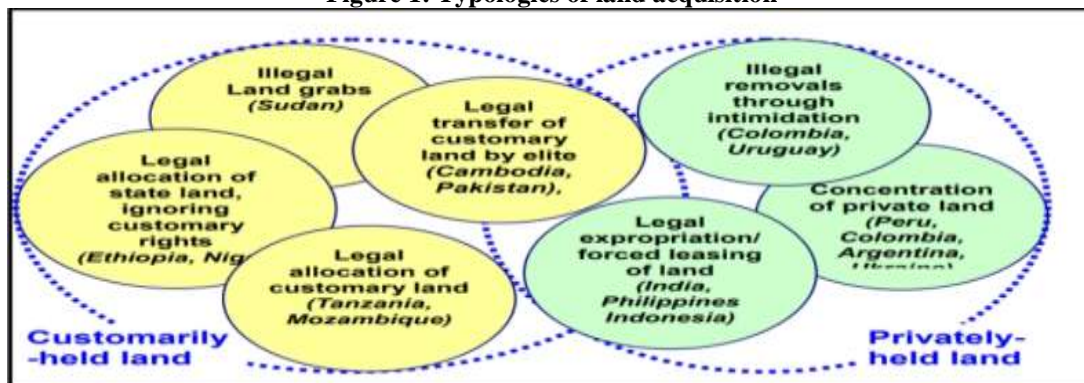 Figure 1: Typologies of land acquisition
Illegal
Land grabs
(Sudan)
Legal
transfer of
customary
land by elite
(Cambodia,
Pakistan),
Illegal
removals
through
intimidation
(Colombia,
Uruguay)
Legal
allocation of
state land,
ignoring
customary
rights
(Ethiopia,
Concentration
of private land
(Peru,
Colombia,
Argentina,
Legal
allocation of
customary land
(Tanzania,
Mozambique)
Legal
expropriation/
forced leasing
of land
(India,
Philippines
Indonesia)
Customarily
-held land
Privately-
held land